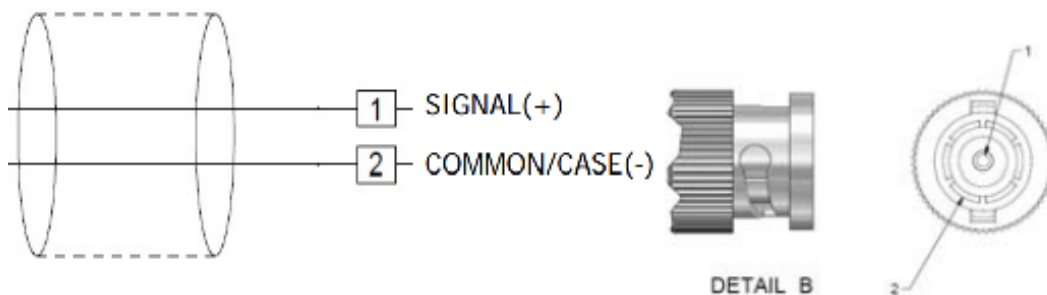 1 SIGNAL(+)
2 COMMON/CASE(-)
DETAIL B
1
2